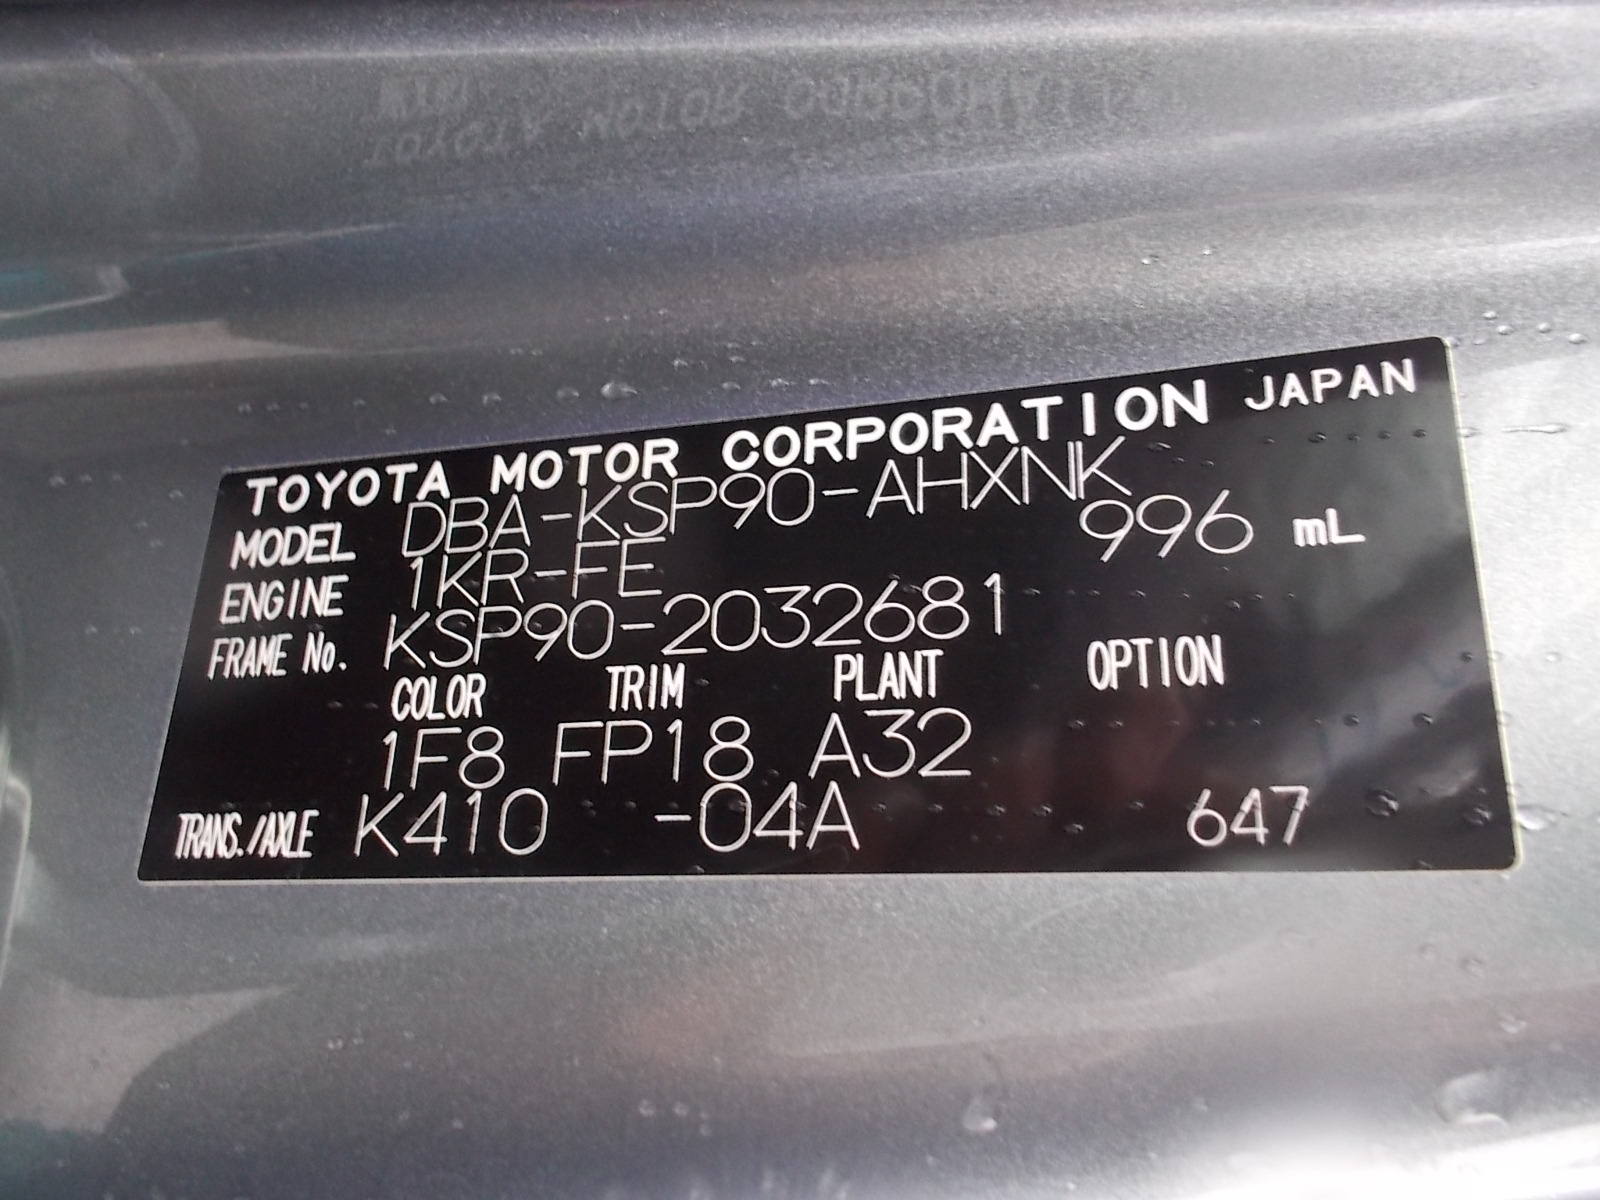 TOYOTA MOTOR CORPORATION JAPAN
MODEL DBA-KSP90-AHXNK
ENGINE 1KR-FE 996 mL
FRAME No. KSP90-2032681
COLOR TRIM PLANT OPTION
1F8 FP18 A32
TRANS./AXLE K410 -04A 647